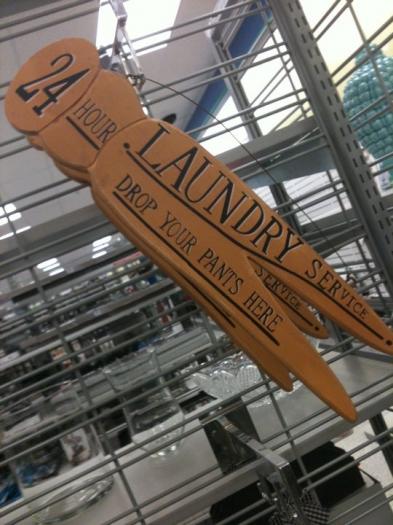 24
HOUR
LAUNDRY SERVICE
DROP YOUR PANTS HERE
SERVICE